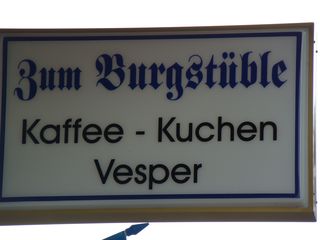 Zum Burgstüble
Kaffee - Kuchen
Vesper